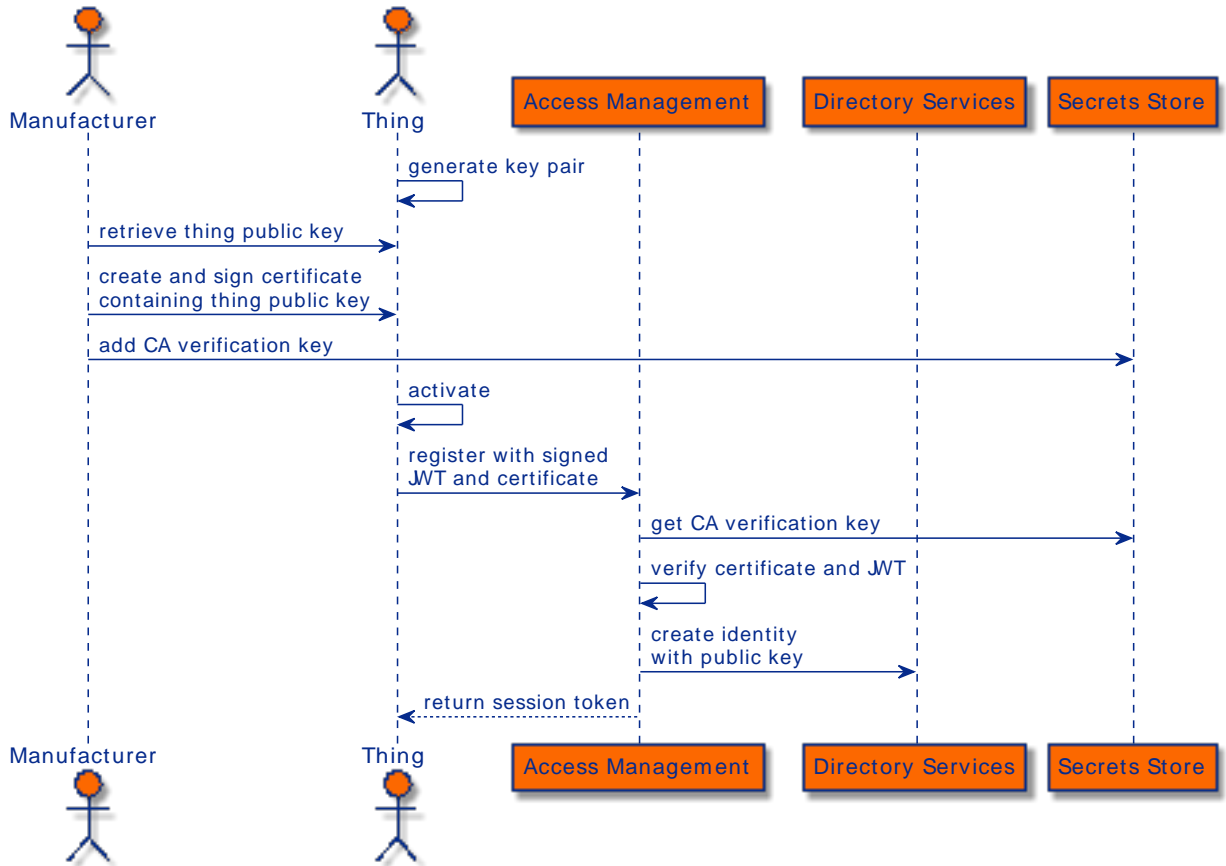 Manufacturer
Thing
Access Management
Directory Services
Secrets Store
generate key pair
retrieve thing public key
create and sign certificate
containing thing public key
add CA verification key
activate
register with signed
JWT and certificate
get CA verification key
verify certificate and JWT
create identity
with public key
return session token
Manufacturer
Thing
Access Management
Directory Services
Secrets Store